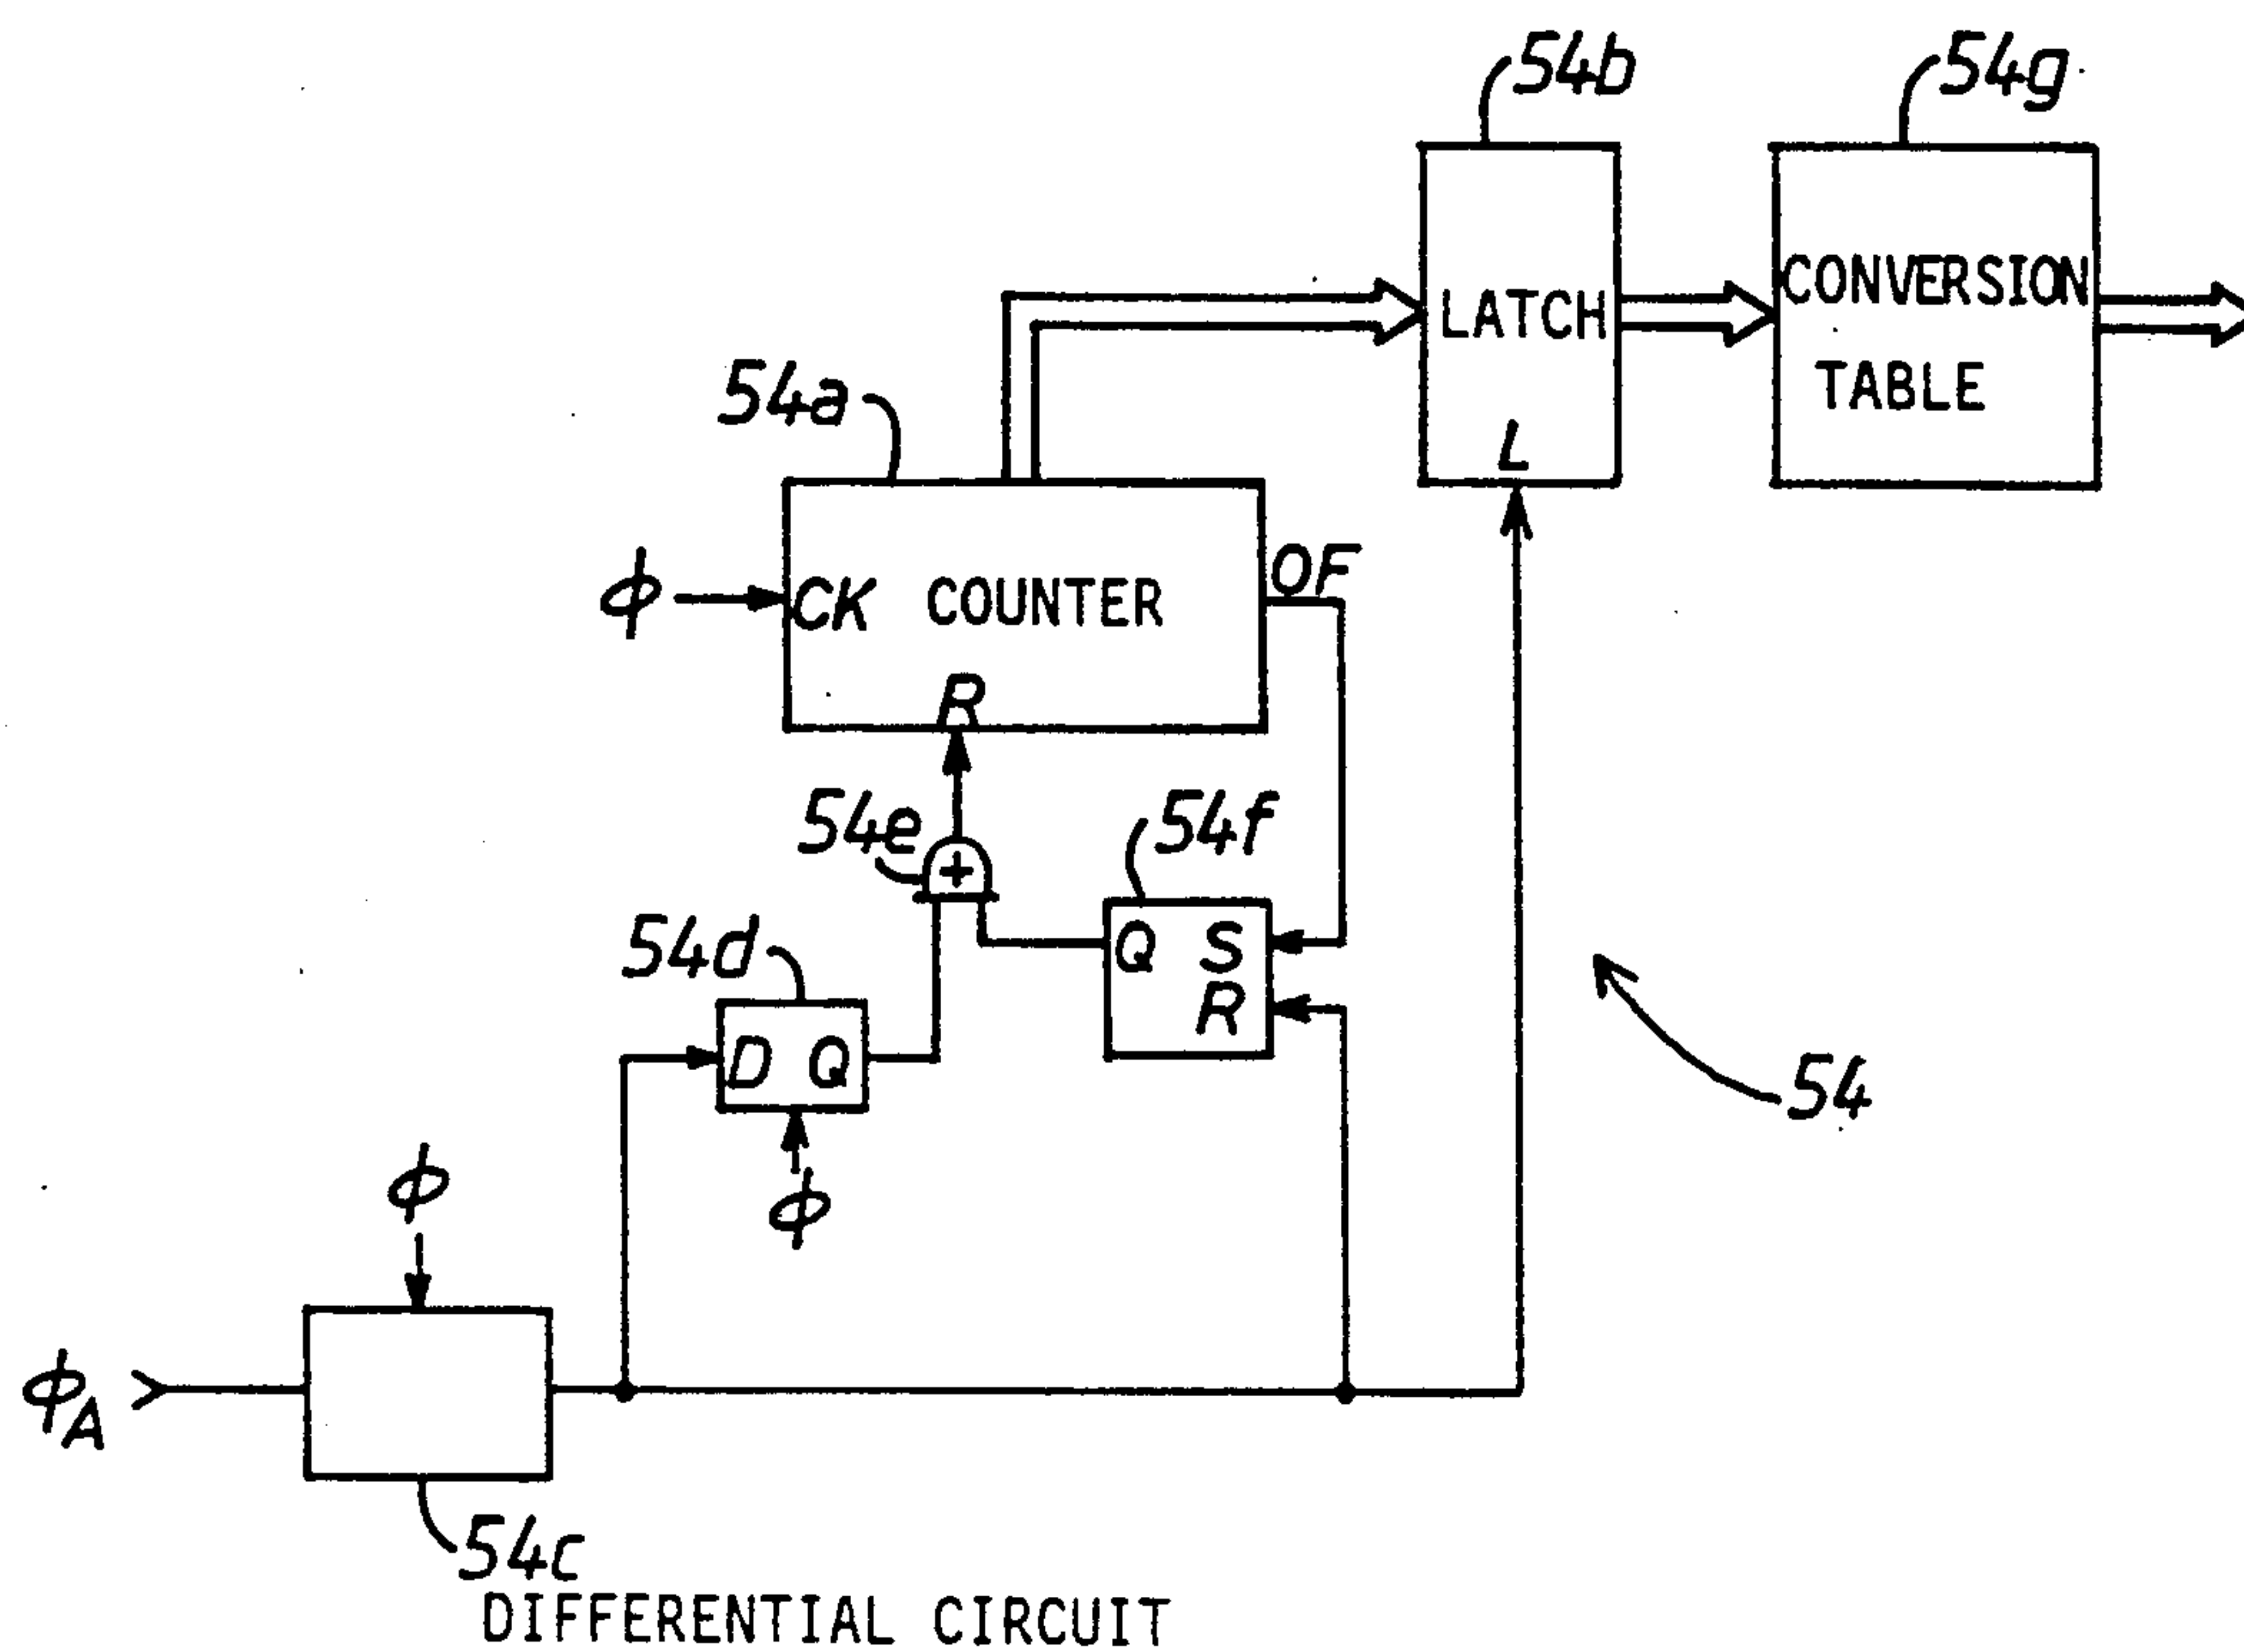 54b
54g
LATCH
L
CONVERSION
TABLE
54a
ϕ
CK COUNTER
OF
R
54e
54f
Q S
R
54d
D Q
ϕ
54
ϕ
ϕA
54c
DIFFERENTIAL CIRCUIT